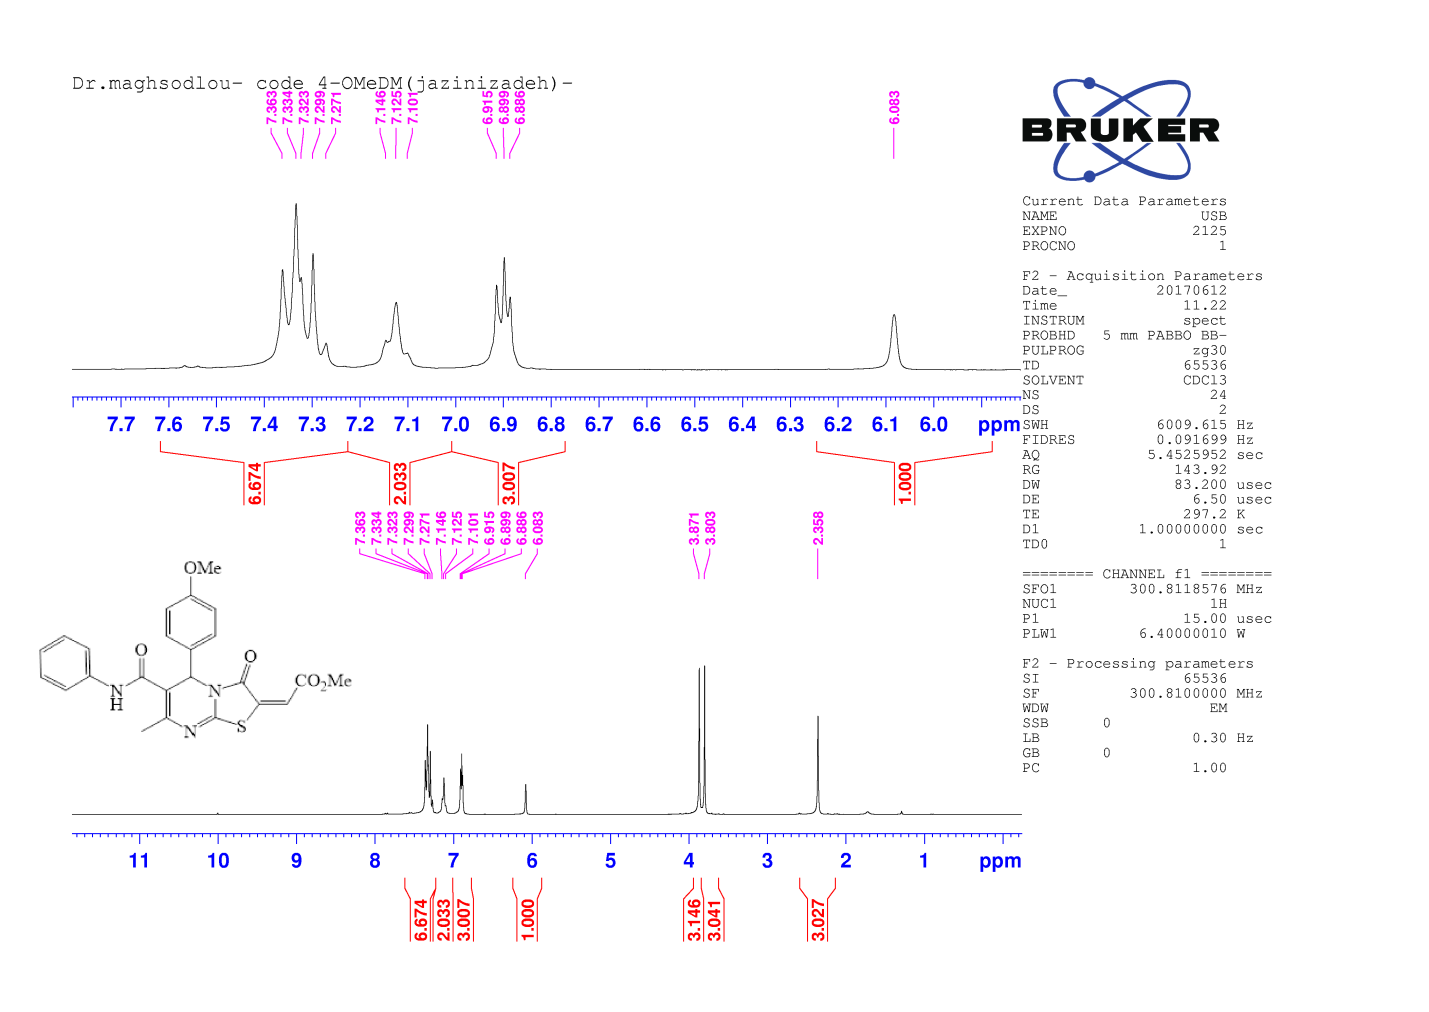 Dr.maghsodlou- code 4-OMeDM(jazinizadeh)-
7.363
7.334
7.323
7.299
7.271
7.146
7.125
7.101
6.915
6.899
6.886
6.083
7.7 7.6 7.5 7.4 7.3 7.2 7.1 7.0 6.9 6.8 6.7 6.6 6.5 6.4 6.3 6.2 6.1 6.0 ppm
6.674
2.033
3.007
1.000
7.363
7.334
7.323
7.299
7.271
7.146
7.125
7.101
6.915
6.899
6.886
6.083
3.871
3.803
2.358
OMe
O
O
N
H
N
CO2Me
N
S
11 10 9 8 7 6 5 4 3 2 1 ppm
6.674
2.033
3.007
1.000
3.146
3.041
3.027
BRUKER
Current Data Parameters
NAME USB
EXPNO 2125
PROCNO 1
F2 - Acquisition Parameters
Date_ 20170612
Time 11.22
INSTRUM spect
PROBHD 5 mm PABBO BB-
PULPROG zg30
TD 65536
SOLVENT CDCl3
NS 24
DS 2
SWH 6009.615 Hz
FIDRES 0.091699 Hz
AQ 5.4525952 sec
RG 143.92
DW 83.200 usec
DE 6.50 usec
TE 297.2 K
D1 1.00000000 sec
TD0 1
======== CHANNEL f1 ========
SFO1 300.8118576 MHz
NUC1 1H
P1 15.00 usec
PLW1 6.40000010 W
F2 - Processing parameters
SI 65536
SF 300.8100000 MHz
WDW EM
SSB 0
LB 0.30 Hz
GB 0
PC 1.00